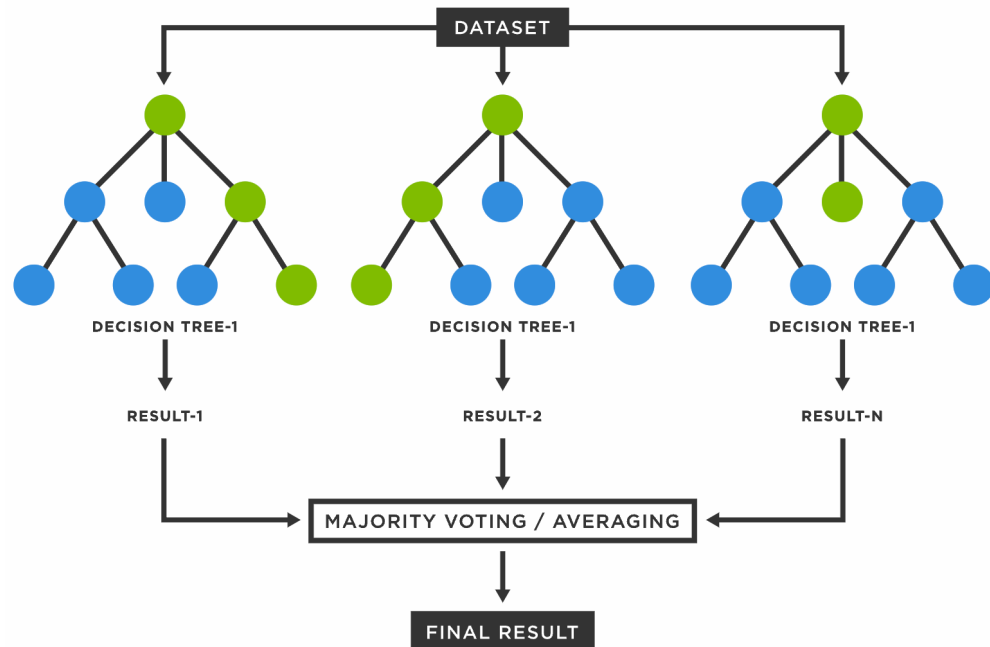 DATASET
DECISION TREE-1
DECISION TREE-1
DECISION TREE-1
RESULT-1
RESULT-2
RESULT-N
MAJORITY VOTING / AVERAGING
FINAL RESULT